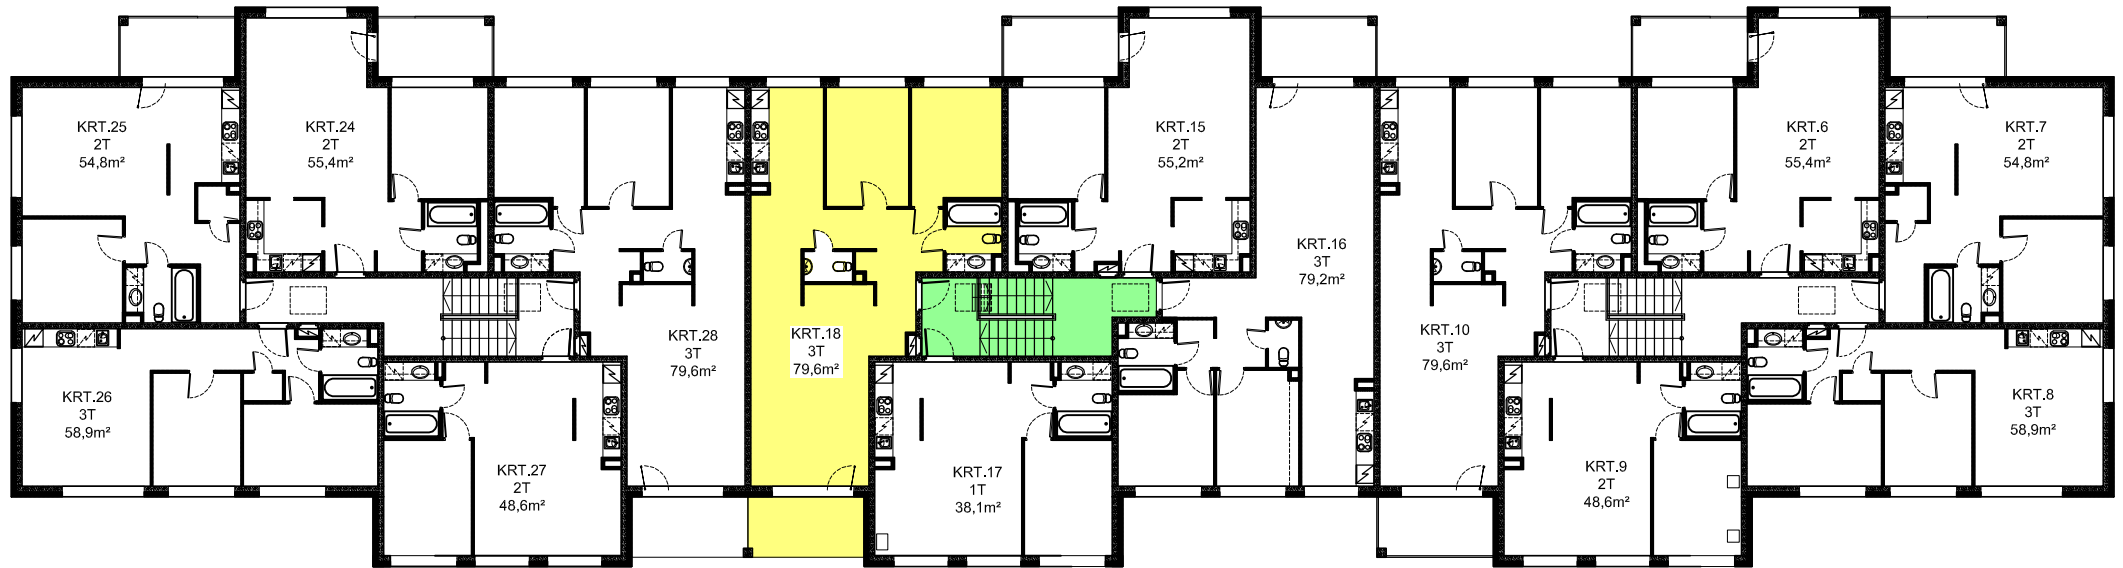 KRT.25
2T
54,8m²
KRT.24
2T
55,4m²
KRT.15
2T
55,2m²
KRT.6
2T
55,4m²
KRT.7
2T
54,8m²
KRT.16
3T
79,2m²
KRT.28
3T
79,6m²
KRT.18
3T
79,6m²
KRT.10
3T
79,6m²
KRT.26
3T
58,9m²
KRT.8
3T
58,9m²
KRT.27
2T
48,6m²
KRT.17
1T
38,1m²
KRT.9
2T
48,6m²